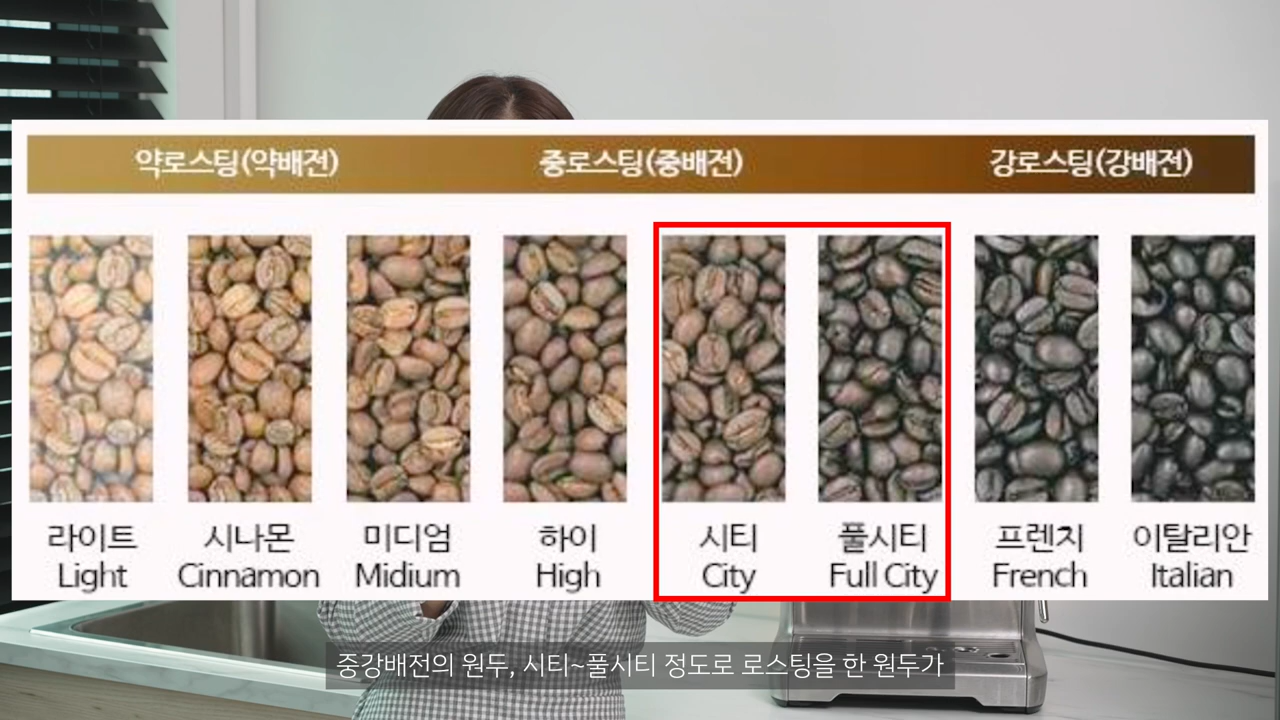 약로스팅(약배전) 중로스팅(중배전) 강로스팅(강배전)
라이트 시나몬 미디엄 하이 시티 풀시티 프렌치 이탈리안
Light Cinnamon Midium High City Full City French Italian
중강배전의 원두, 시티~풀시티 정도로 로스팅을 한 원두가